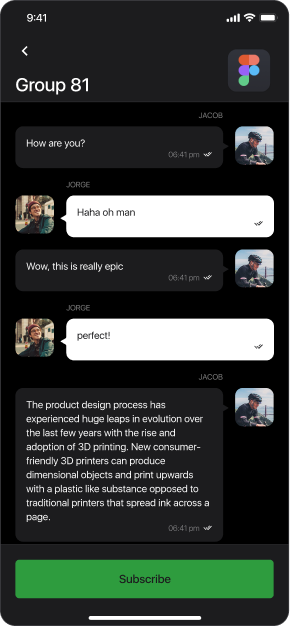 9:41
Group 81
JACOB
How are you?
06:41 pm
JORGE
Haha oh man
Wow, this is really epic
06:41 pm
JORGE
perfect!
JACOB
The product design process has
experienced huge leaps in evolution over
the last few years with the rise and
adoption of 3D printing. New consumer-
friendly 3D printers can produce
dimensional objects and print upwards
with a plastic like substance opposed to
traditional printers that spread ink across a
page.
06:41 pm
Subscribe